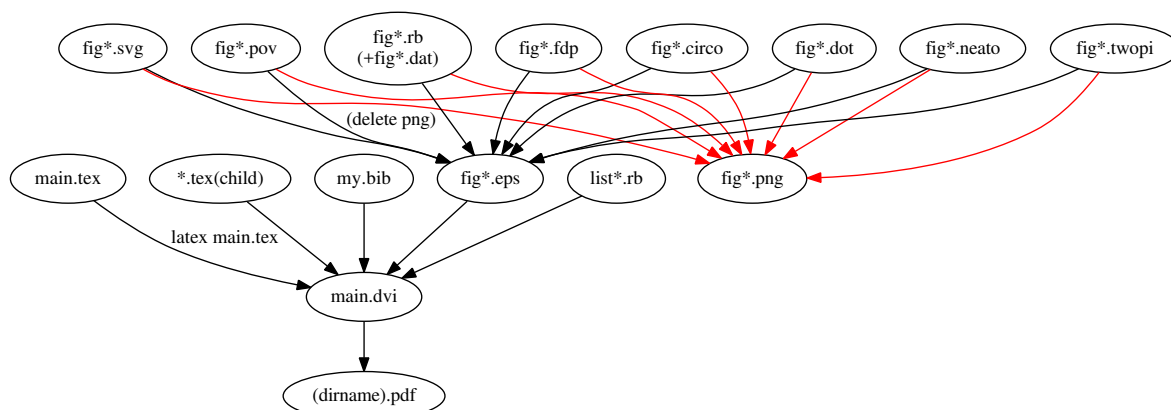 fig*.svg
fig*.pov
fig*.rb
(+fig*.dat)
fig*.fdp
fig*.circo
fig*.dot
fig*.neato
fig*.twopi
(delete png)
main.tex
*.tex(child)
my.bib
fig*.eps
list*.rb
fig*.png
latex main.tex
main.dvi
(dirname).pdf